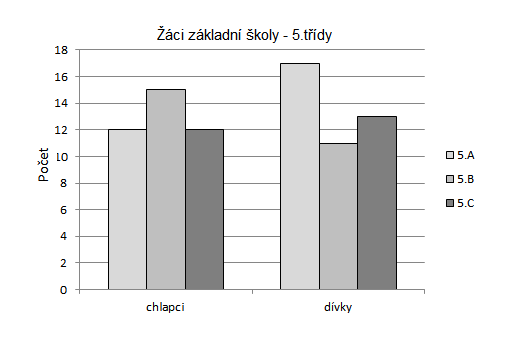 Žáci základní školy - 5.třídy
Počet
18
16
14
12
10
8
6
4
2
0
chlapci
dívky
5.A
5.B
5.C